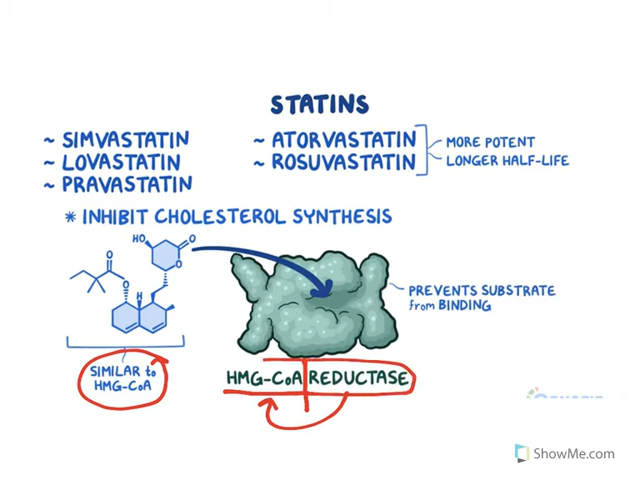 STATINS
~ SIMVASTATIN
~ LOVASTATIN
~ PRAVASTATIN
~ ATORVASTATIN
~ ROSUVASTATIN
MORE POTENT
LONGER HALF-LIFE
* INHIBIT CHOLESTEROL SYNTHESIS
HO
O
O
O
O
H
PREVENTS SUBSTRATE
from BINDING
SIMILAR to
HMG-CoA
HMG-CoA REDUCTASE
ShowMe.com